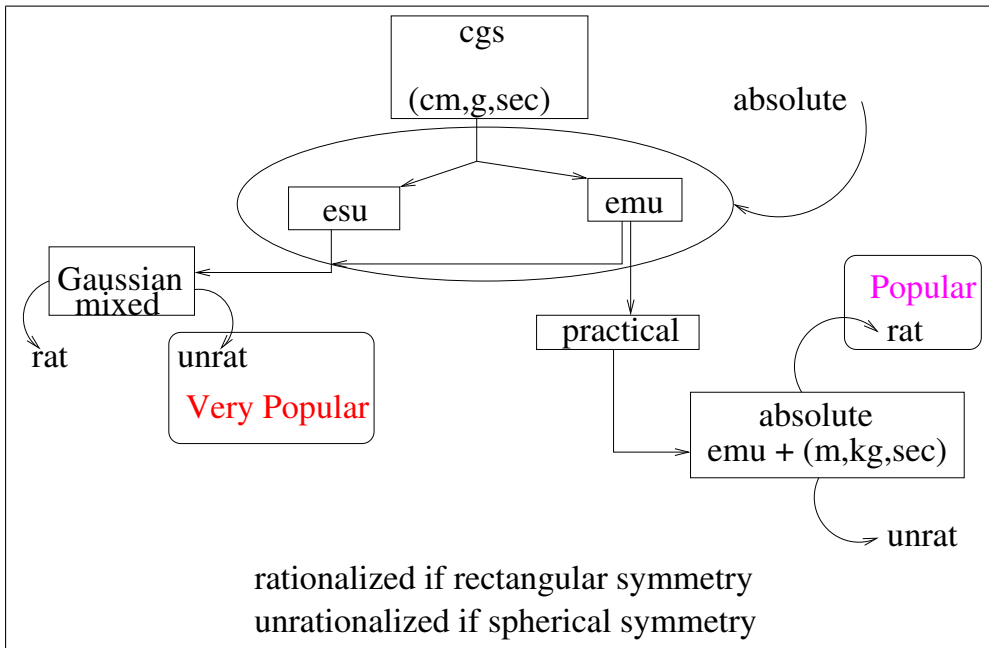 cgs
(cm,g,sec)
absolute
esu
emu
Gaussian
mixed
Popular
rat
practical
rat
unrat
Very Popular
absolute
emu + (m,kg,sec)
unrat
rationalized if rectangular symmetry
unrationalized if spherical symmetry